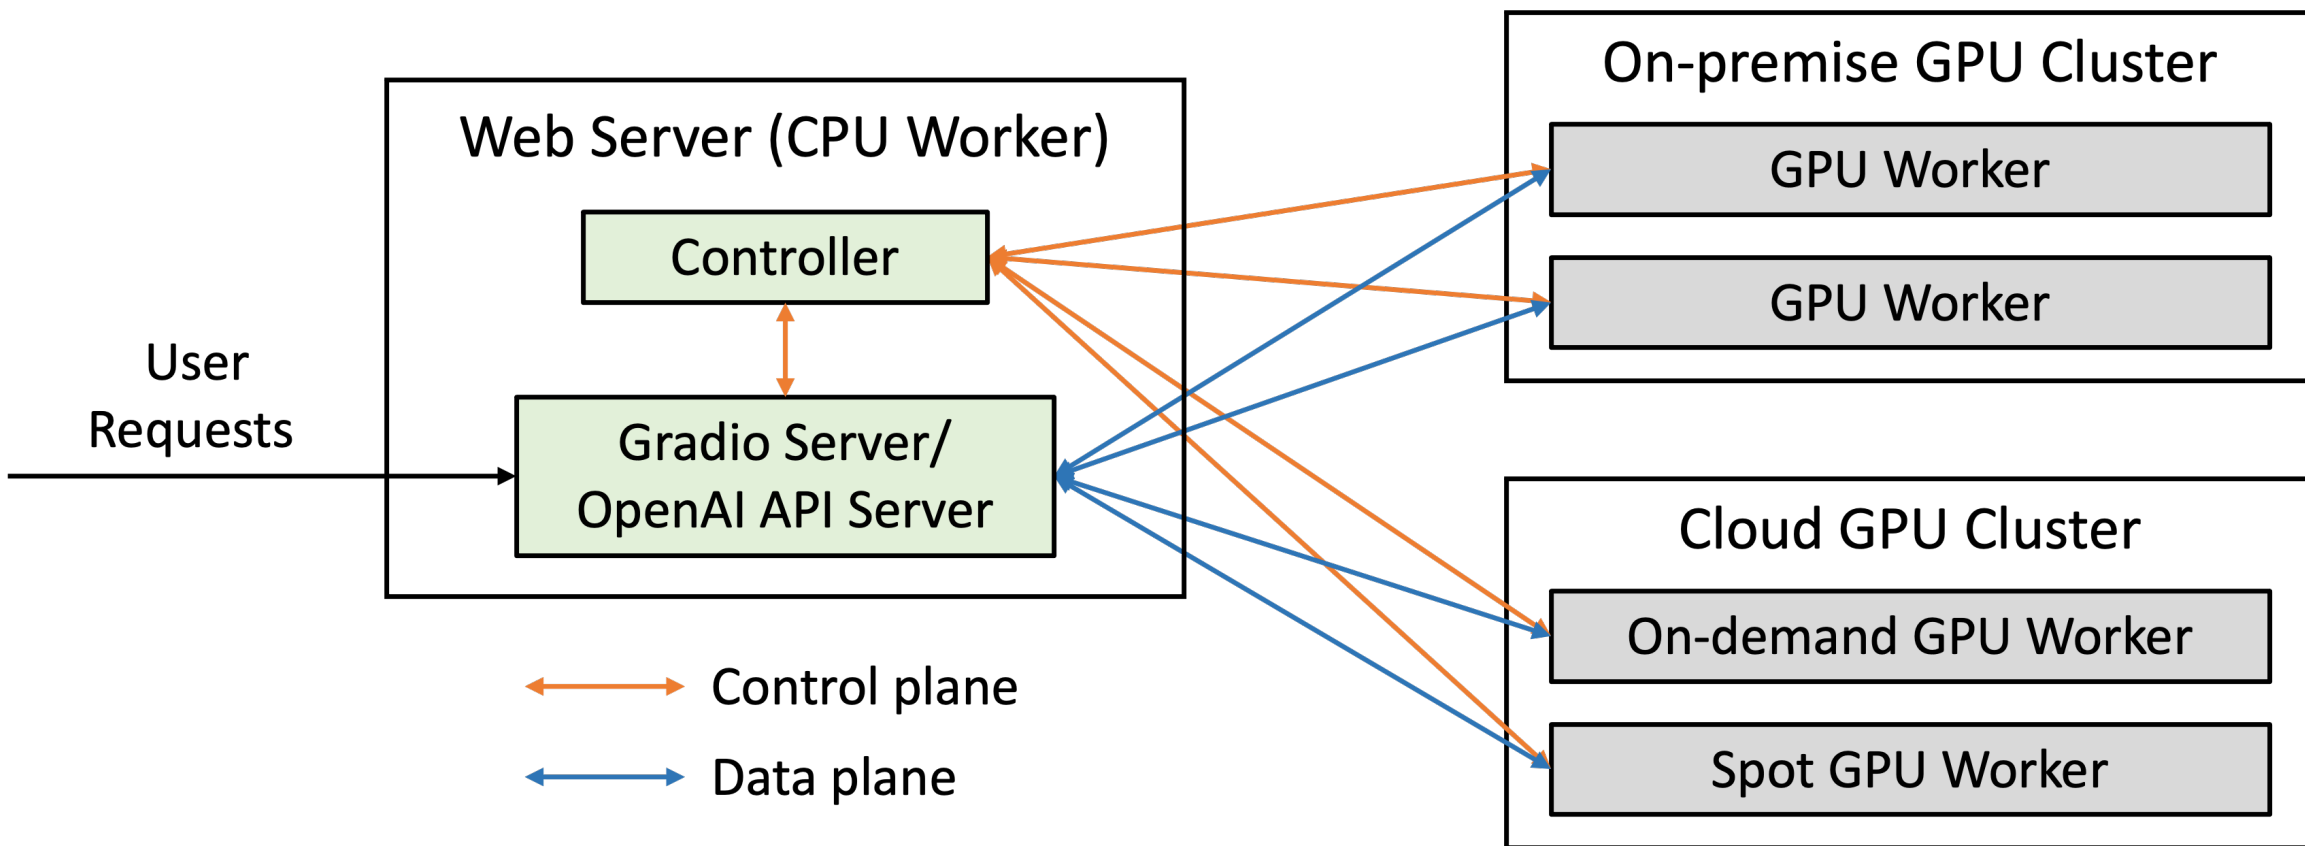 User
Requests
Web Server (CPU Worker)
Controller
Gradio Server/
OpenAI API Server
Control plane
Data plane
On-premise GPU Cluster
GPU Worker
GPU Worker
Cloud GPU Cluster
On-demand GPU Worker
Spot GPU Worker